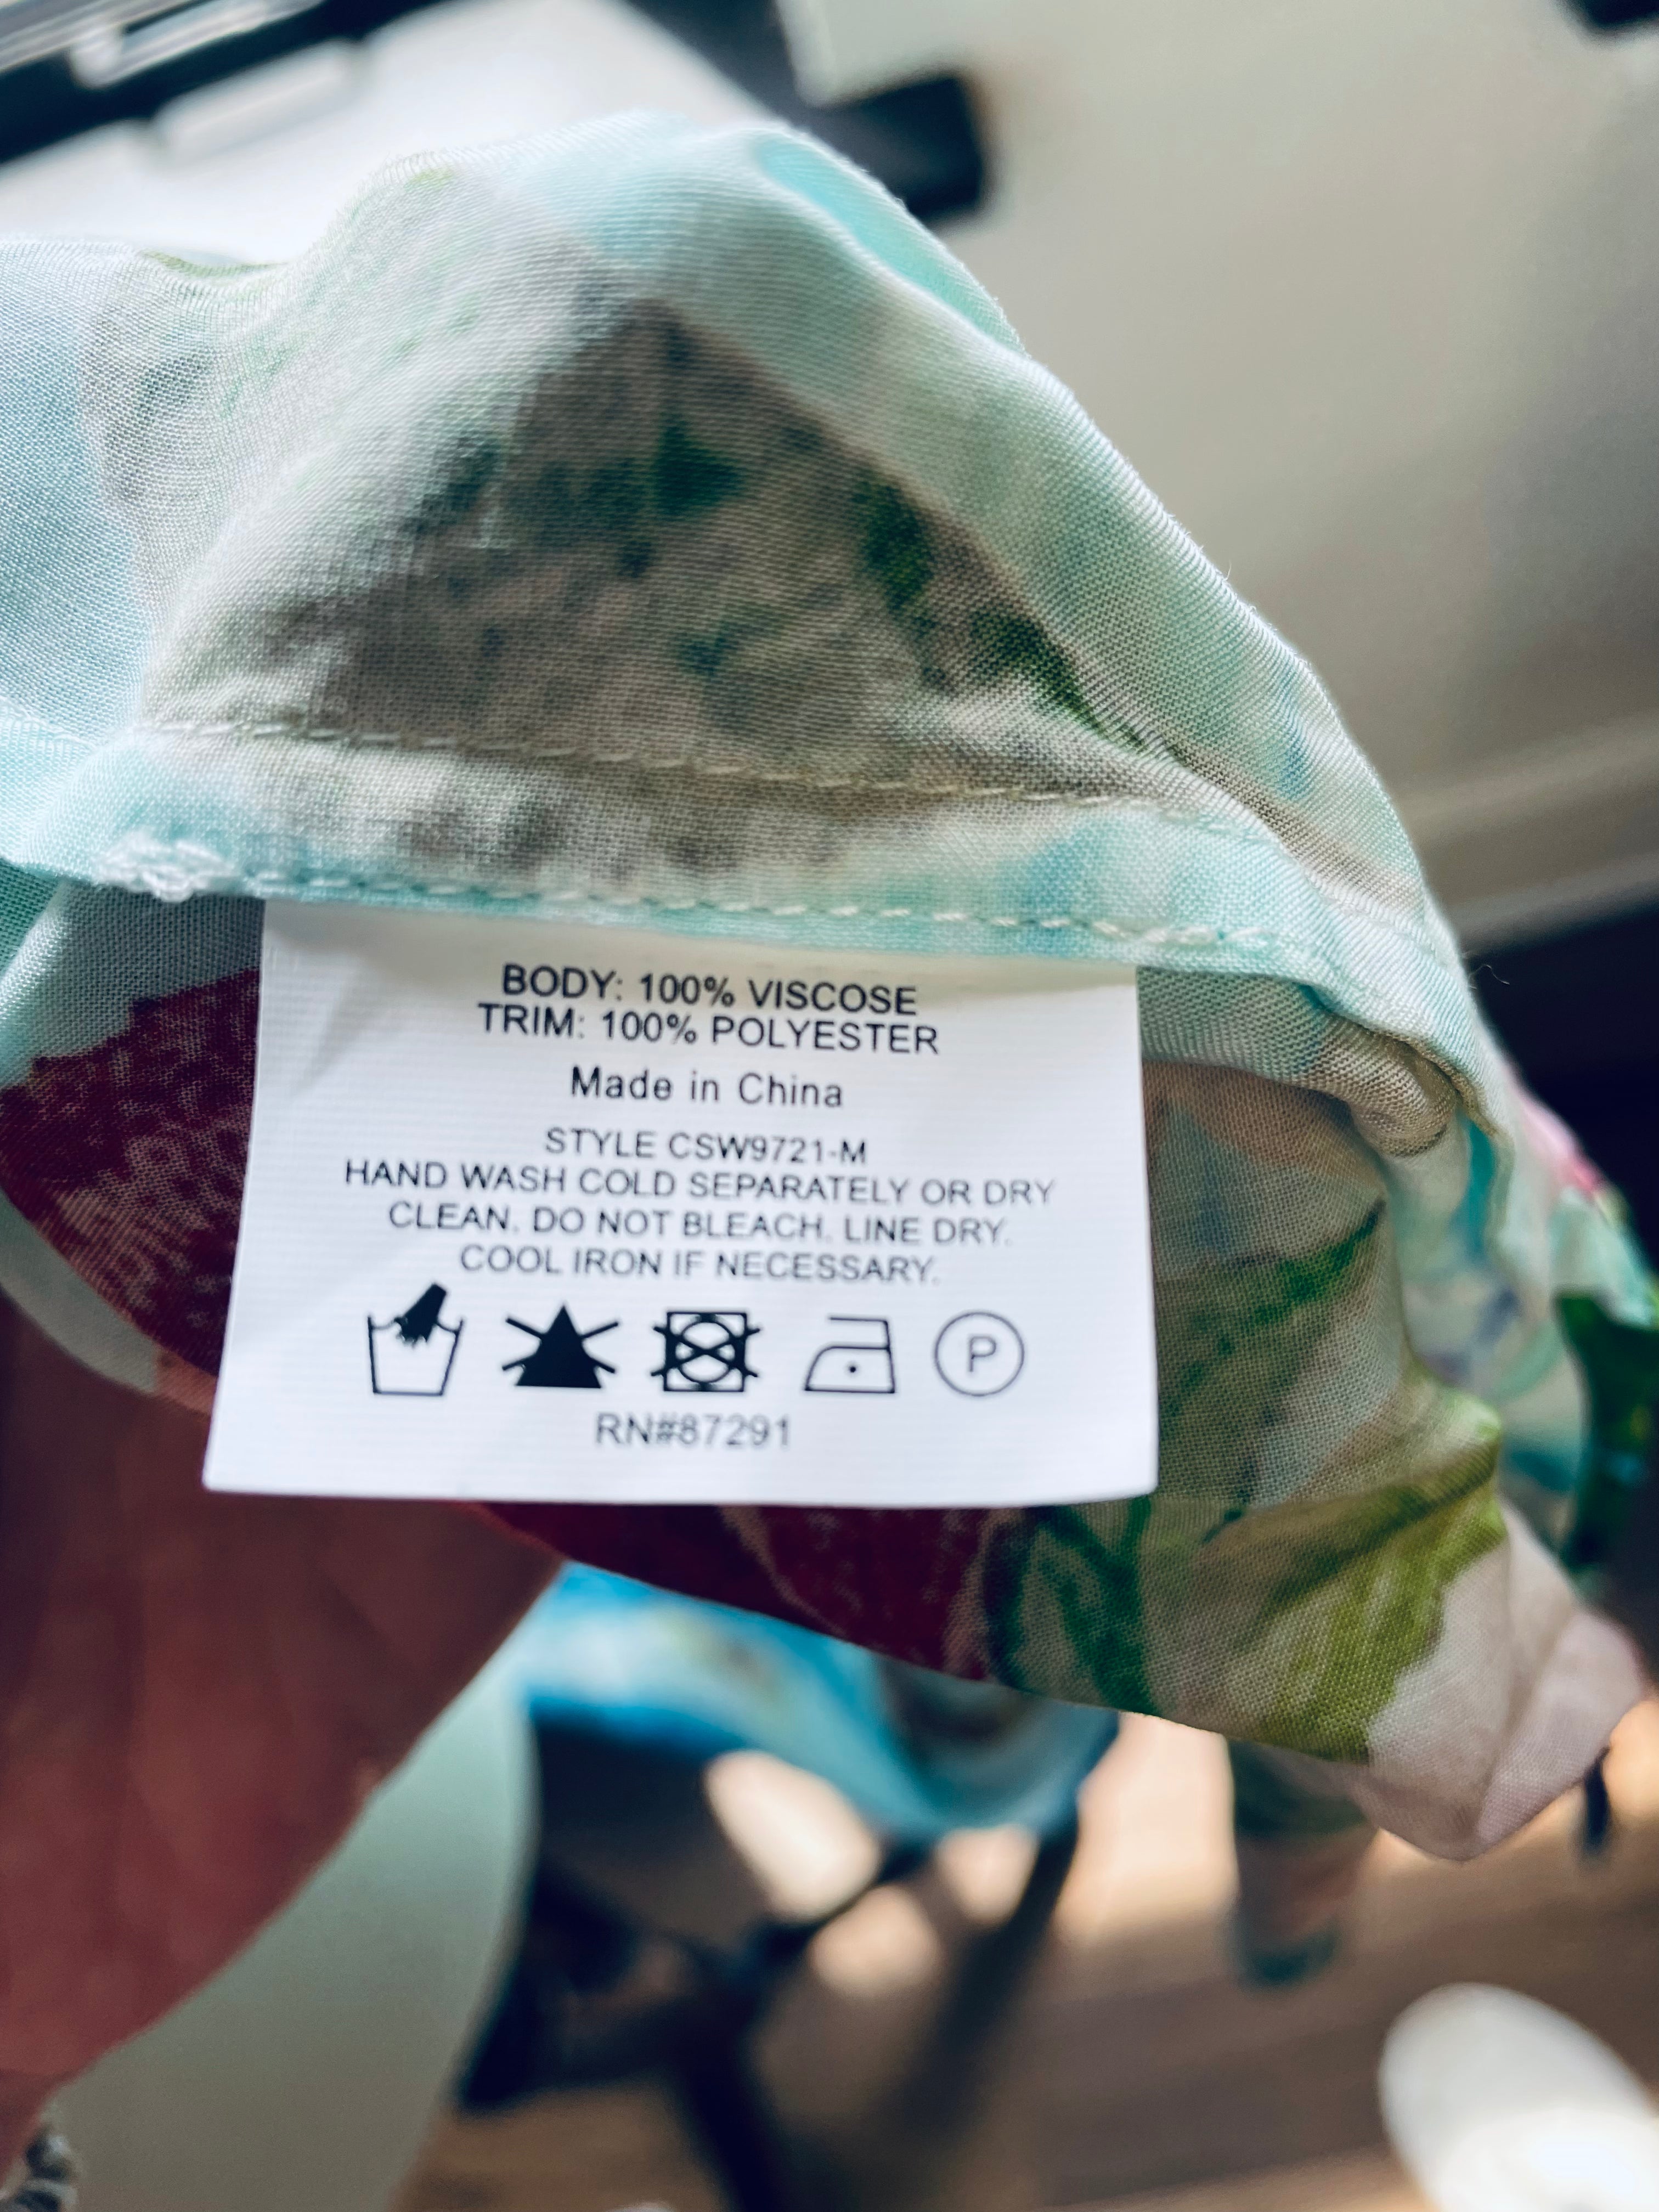 BODY: 100% VISCOSE
TRIM: 100% POLYESTER
Made in China
STYLE CSW9721-M
HAND WASH COLD SEPARATELY OR DRY
CLEAN. DO NOT BLEACH. LINE DRY.
COOL IRON IF NECESSARY.
P
RN#87291